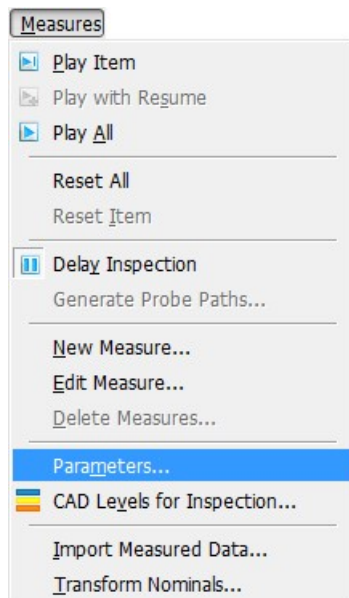 Measures
Play Item
Play with Resume
Play All
Reset All
Reset Item
Delay Inspection
Generate Probe Paths...
New Measure...
Edit Measure...
Delete Measures...
Parameters...
CAD Levels for Inspection...
Import Measured Data...
Transform Nominals...